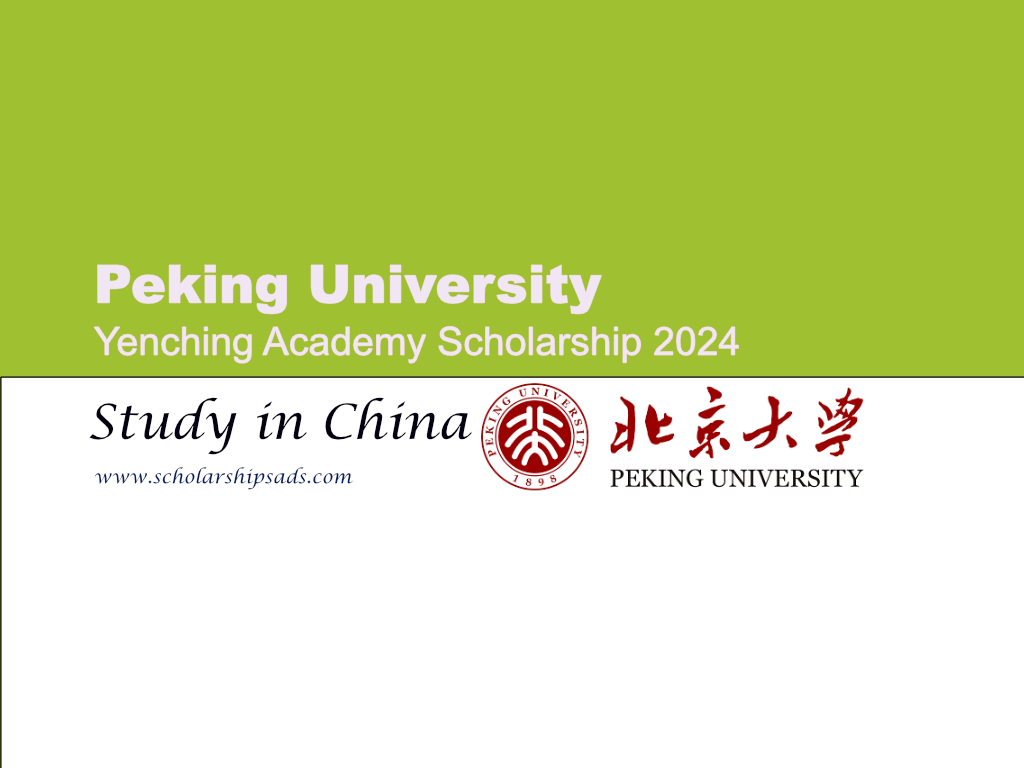 Peking University
Yenching Academy Scholarship 2024
Study in China
www.scholarshipsads.com
PEKING UNIVERSITY
1898
北京大学
PEKING UNIVERSITY